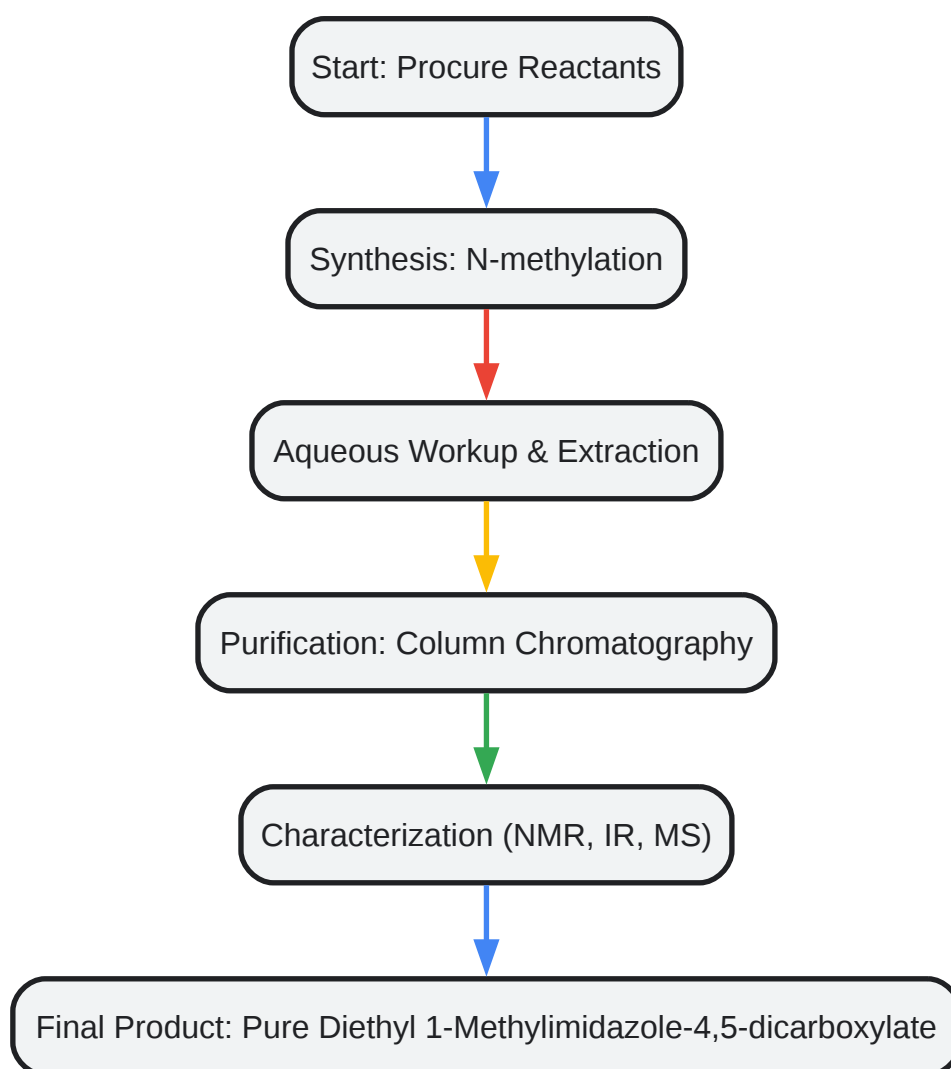 Start: Procure Reactants
Synthesis: N-methylation
Aqueous Workup & Extraction
Purification: Column Chromatography
Characterization (NMR, IR, MS)
Final Product: Pure Diethyl 1-Methylimidazole-4,5-dicarboxylate